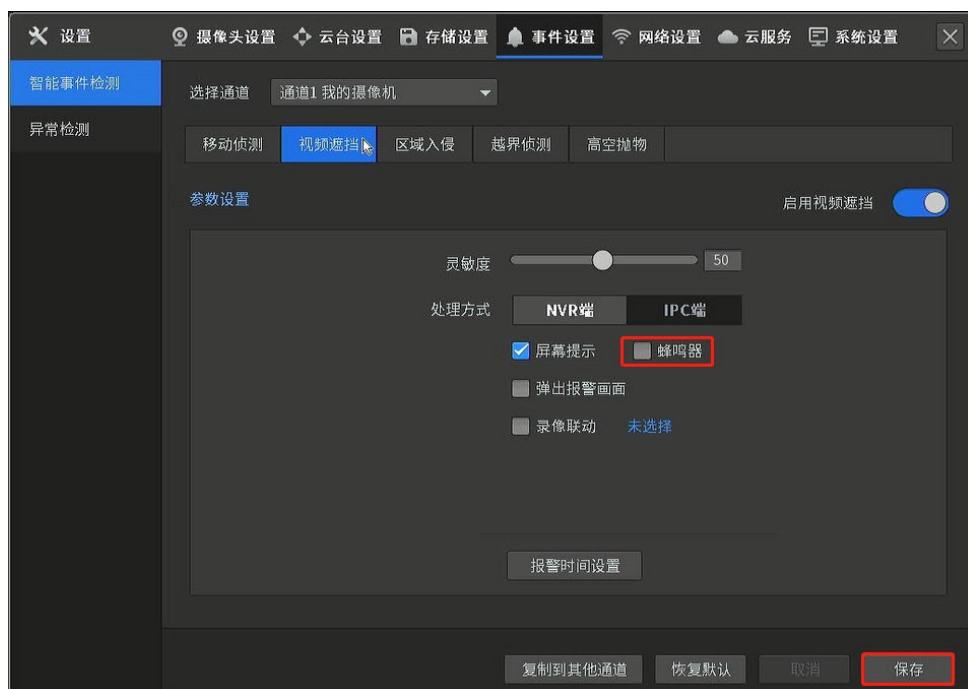 设置 摄像头设置 云台设置 存储设置 事件设置 网络设置 云服务 系统设置
智能事件检测
异常检测
选择通道 通道1 我的摄像机
移动侦测 视频遮挡 区域入侵 越界侦测 高空抛物
参数设置 启用视频遮挡
灵敏度 50
处理方式 NVR端 IPC端
屏幕提示 蜂鸣器
弹出报警画面
录像联动 未选择
报警时间设置
复制到其他通道 恢复默认 取消 保存